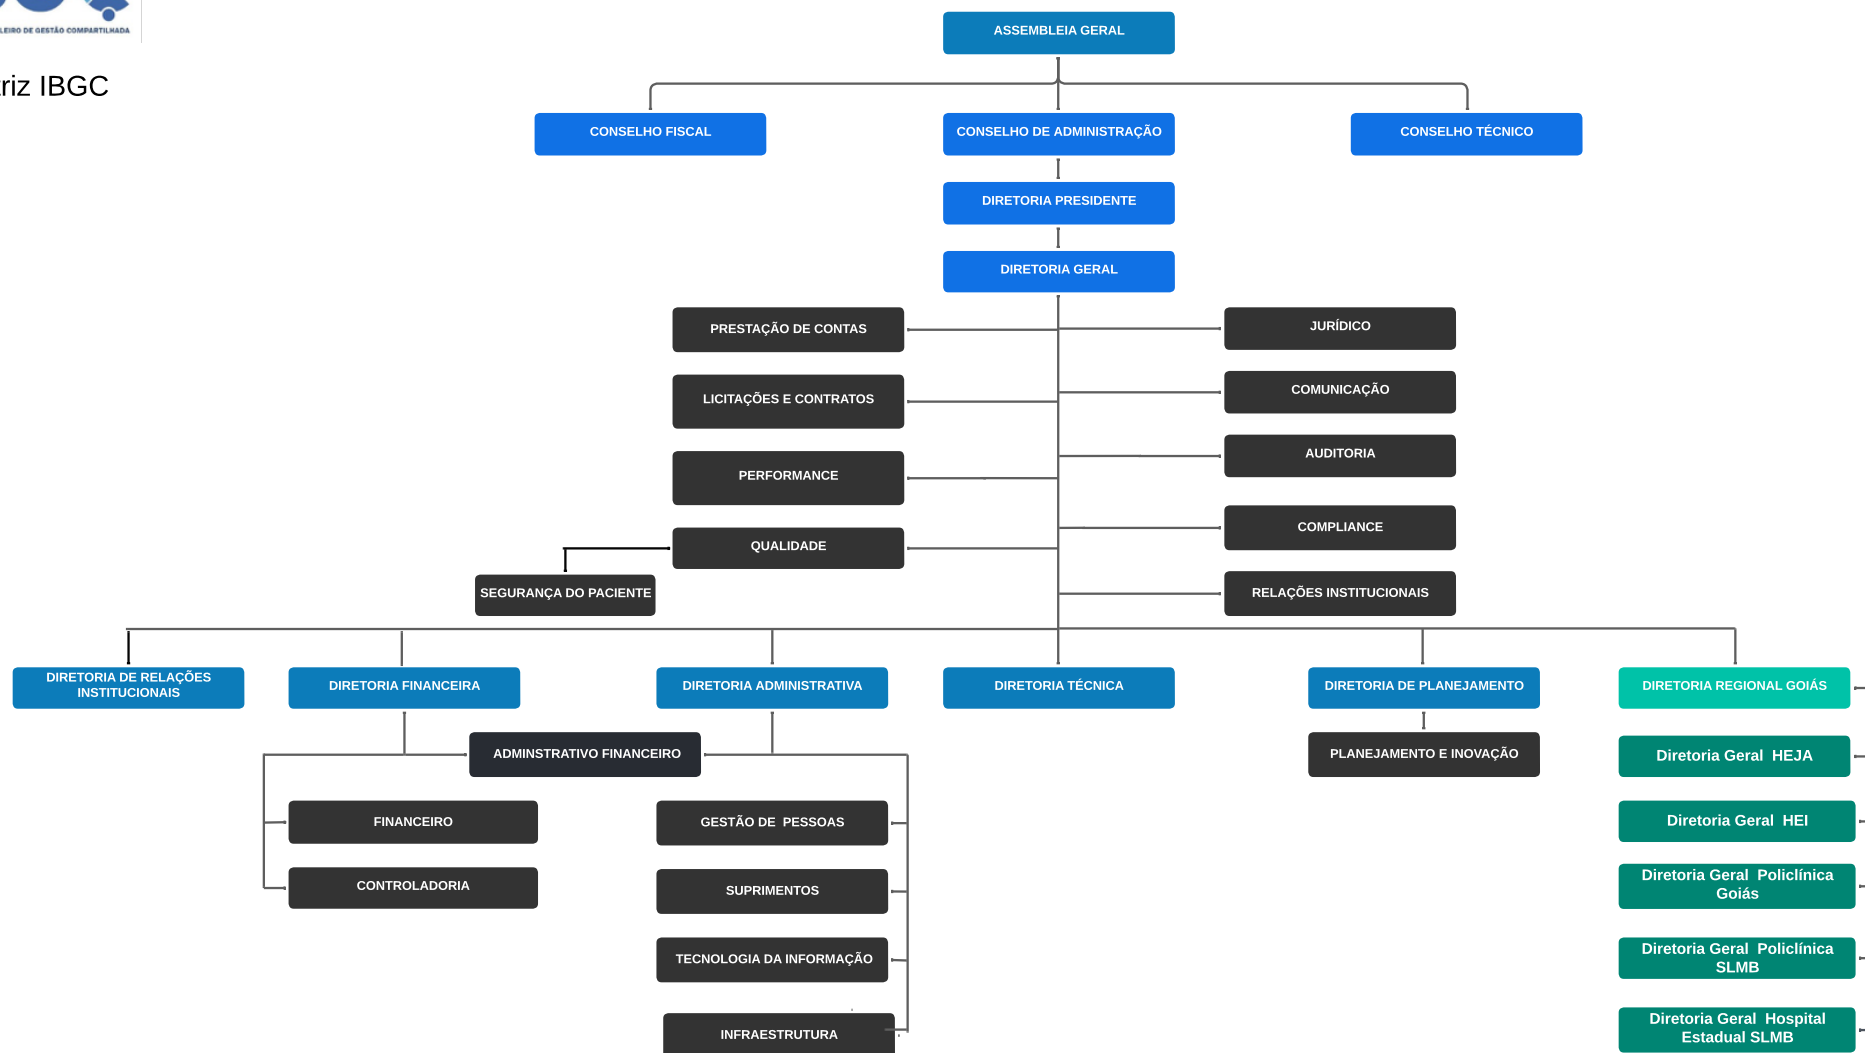 LEIRO DE GESTÃO COMPARTILHADA
triz IBGC
ASSEMBLEIA GERAL
CONSELHO FISCAL
CONSELHO DE ADMINISTRAÇÃO
CONSELHO TÉCNICO
DIRETORIA PRESIDENTE
DIRETORIA GERAL
PRESTAÇÃO DE CONTAS
JURÍDICO
LICITAÇÕES E CONTRATOS
COMUNICAÇÃO
AUDITORIA
PERFORMANCE
COMPLIANCE
QUALIDADE
SEGURANÇA DO PACIENTE
RELAÇÕES INSTITUCIONAIS
DIRETORIA DE RELAÇÕES
INSTITUCIONAIS
DIRETORIA FINANCEIRA
DIRETORIA ADMINISTRATIVA
DIRETORIA TÉCNICA
DIRETORIA DE PLANEJAMENTO
DIRETORIA REGIONAL GOIÁS
ADMINSTRATIVO FINANCEIRO
PLANEJAMENTO E INOVAÇÃO
Diretoria Geral  HEJA
FINANCEIRO
GESTÃO DE  PESSOAS
Diretoria Geral  HEI
CONTROLADORIA
SUPRIMENTOS
Diretoria Geral  Policlínica
Goiás
TECNOLOGIA DA INFORMAÇÃO
Diretoria Geral  Policlínica
SLMB
INFRAESTRUTURA
Diretoria Geral  Hospital
Estadual SLMB